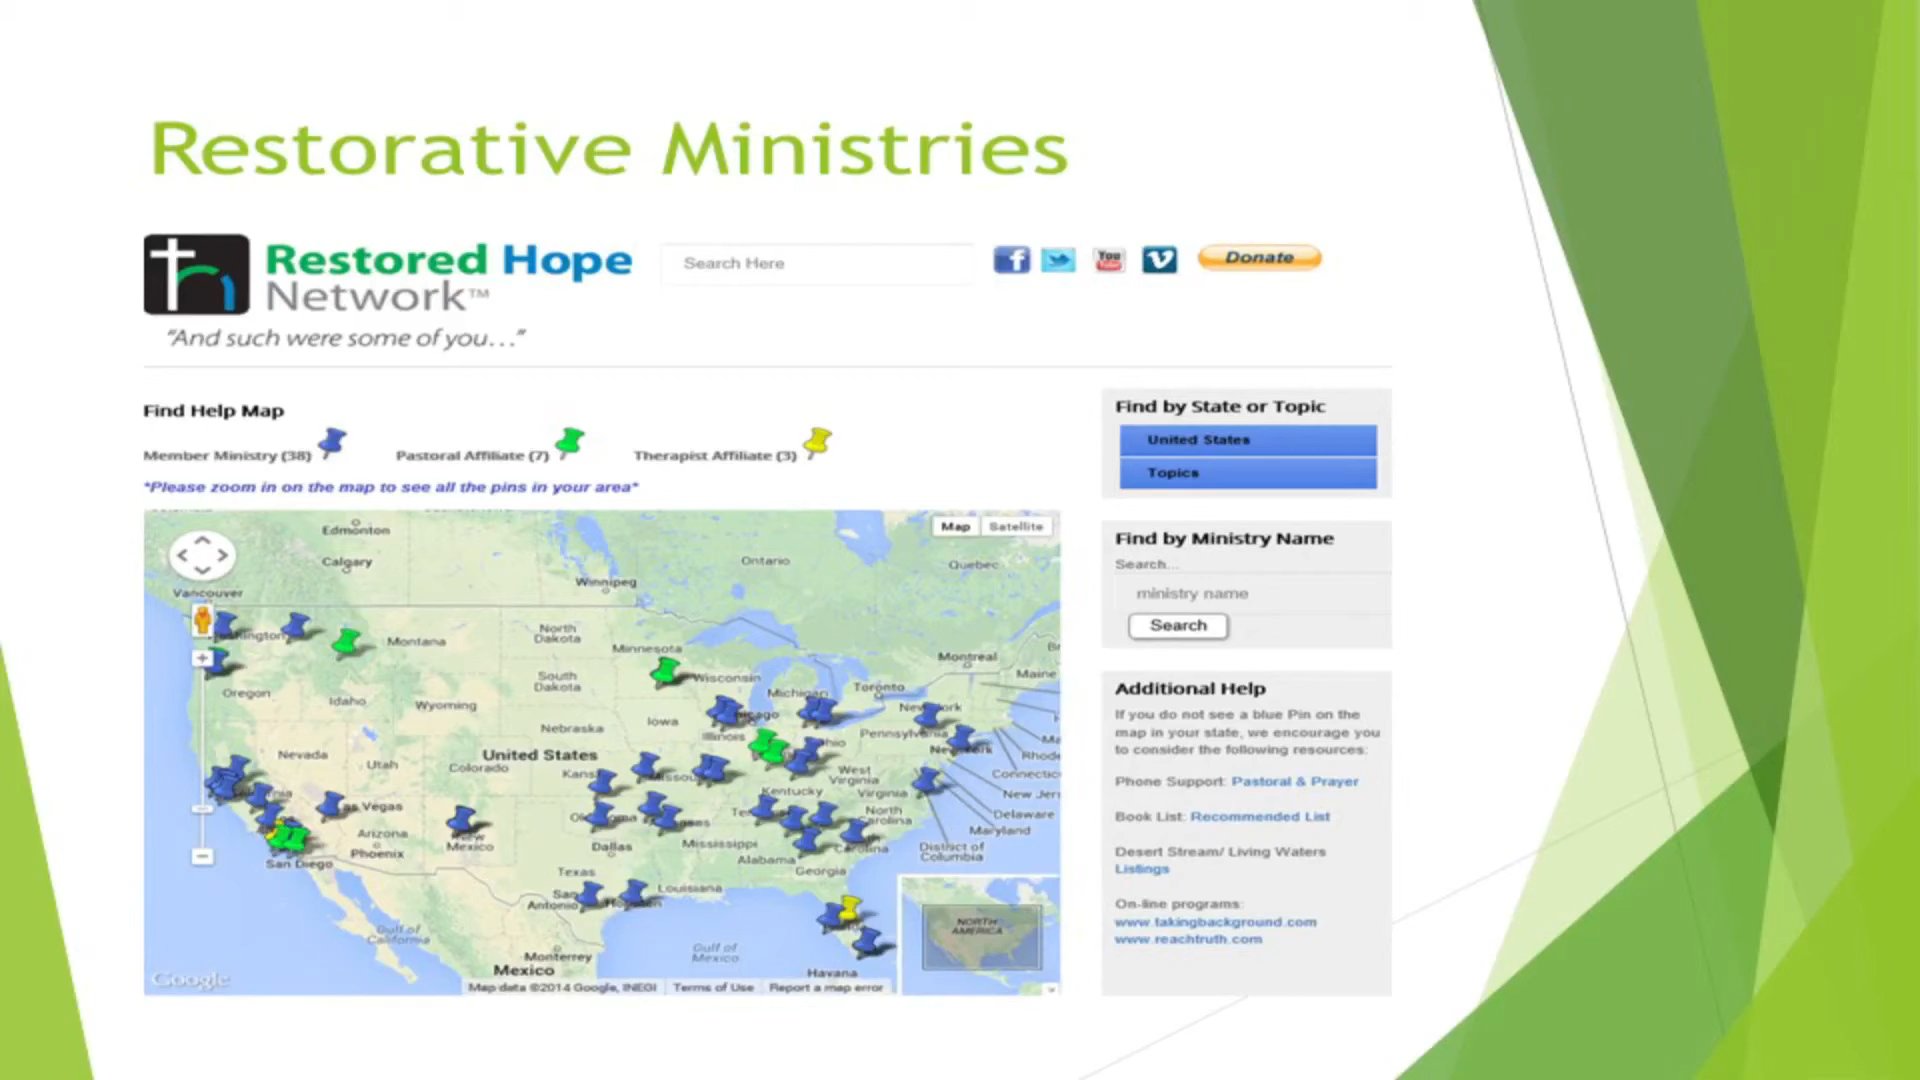 Restorative Ministries
Restored Hope
Network™
"And such were some of you..."
Search Here
You
Donate
Find Help Map
Member Ministry (38)
Pastoral Affiliate (7)
Therapist Affiliate (3)
*Please zoom in on the map to see all the pins in your area*
Map
Satellite
Edmonton
Calgary
Vancouver
Winnipeg
Ontario
Quebec
Montana
North
Dakota
Minnesota
Montreal
Maine
Oregon
Idaho
Wyoming
South
Dakota
Wisconsin
Michigan
Toronto
Nebraska
Iowa
Illinois
Pennsylvania
Nevada
Utah
United States
Colorado
West
Virginia
Kentucky
Virginia
Arizona
Phoenix
Mexico
Dallas
Mississippi
Alabama
Georgia
North
Carolina
Delaware
Maryland
District of
Columbia
San Diego
Texas
San
Antonio
Louisiana
Gulf of
California
Monterrey
Mexico
Gulf of
Mexico
Havana
NORTH
AMERICA
Google
Map data ©2014 Google, INEGI
Terms of Use
Report a map error
Find by State or Topic
United States
Topics
Find by Ministry Name
Search...
ministry name
Search
Additional Help
If you do not see a blue Pin on the
map in your state, we encourage you
to consider the following resources:
Phone Support: Pastoral & Prayer
Book List: Recommended List
Desert Stream/ Living Waters
Listings
On-line programs:
www.takingbackground.com
www.reachtruth.com